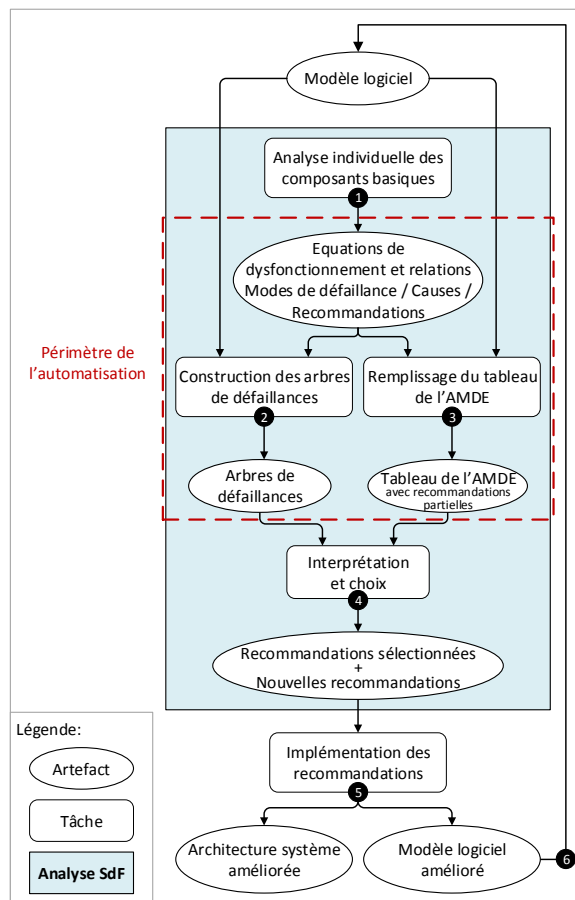 Modèle logiciel
Analyse individuelle des
composants basiques
1
Equations de
dysfonctionnement et relations
Modes de défaillance / Causes /
Recommandations
Périmètre de
l'automatisation
Construction des arbres
de défaillances
2
Remplissage du tableau
de l'AMDE
3
Arbres de
défaillances
Tableau de l'AMDE
avec recommandations
partielles
Interprétation
et choix
4
Recommandations sélectionnées
+
Nouvelles recommandations
Implémentation des
recommandations
5
Architecture système
améliorée
Modèle logiciel
amélioré
6
Légende:
Artefact
Tâche
Analyse SdF